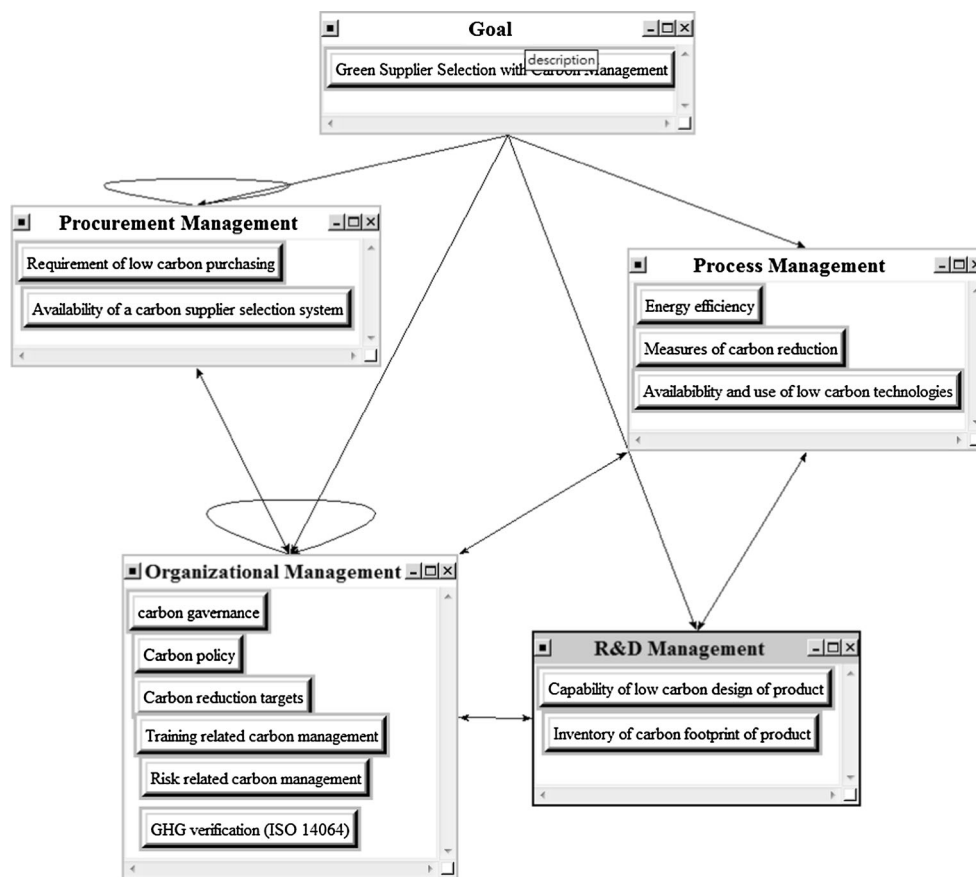 Goal
description
Green Supplier Selection with Carbon Management
Procurement Management
Requirement of low carbon purchasing
Availability of a carbon supplier selection system
Process Management
Energy efficiency
Measures of carbon reduction
Availabiblity and use of low carbon technologies
Organizational Management
carbon gavernance
Carbon policy
Carbon reduction targets
Training related carbon management
Risk related carbon management
GHG verification (ISO 14064)
R&D Management
Capability of low carbon design of product
Inventory of carbon footprint of product